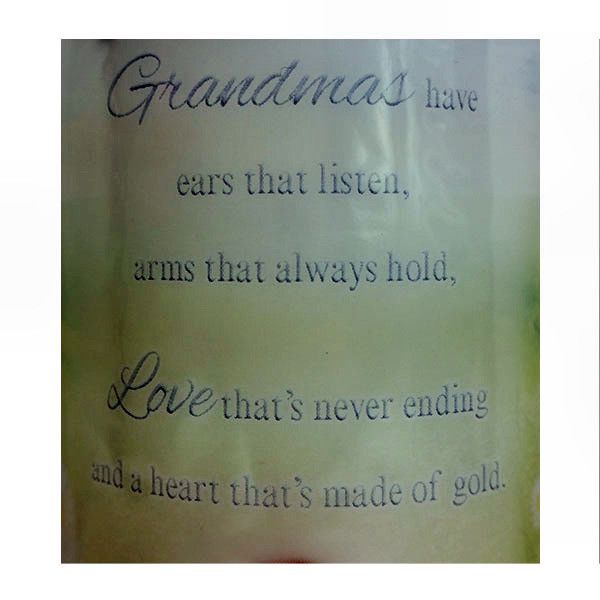 Grandmas have
ears that listen,
arms that always hold,
Love that's never ending
and a heart that's made of gold.